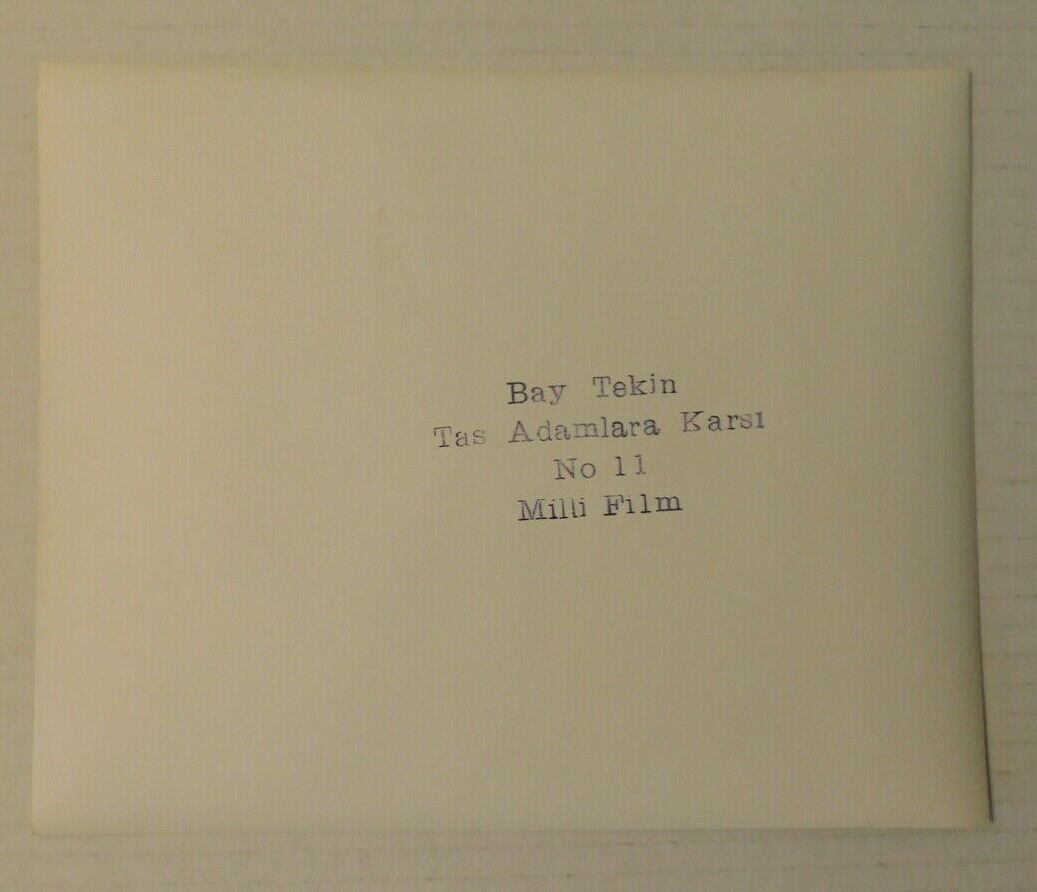 Bay Tekin
Tas Adamlara Karsı
No 11
Milli Film